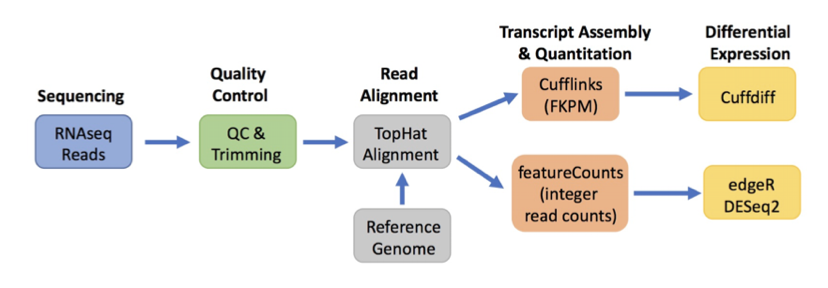 Sequencing
RNAseq
Reads
Quality
Control
QC &
Trimming
Read
Alignment
TopHat
Alignment
Reference
Genome
Transcript Assembly
& Quantitation
Cufflinks
(FKPM)
featureCounts
(integer
read counts)
Differential
Expression
Cuffdiff
edgeR
DESeq2